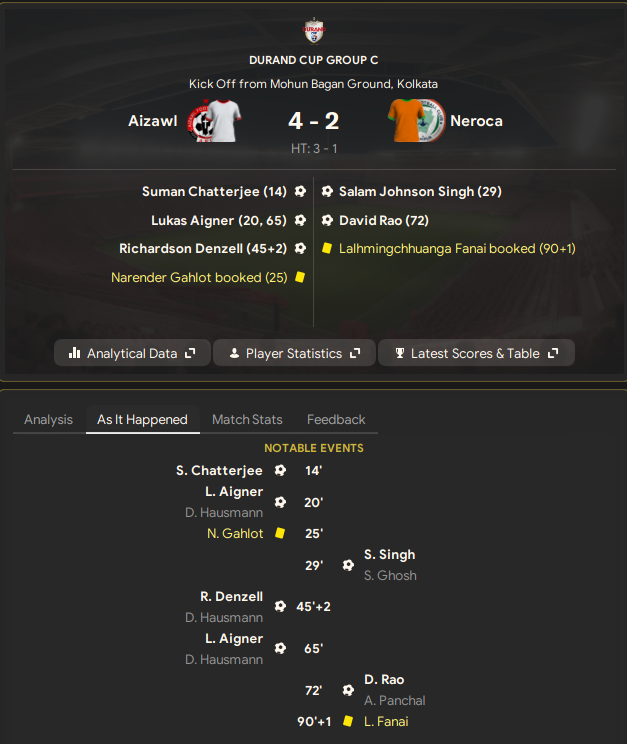 DURAND CUP GROUP C
Kick Off from Mohun Bagan Ground, Kolkata
Aizawl 4 - 2 Neroca
HT: 3 - 1
Suman Chatterjee (14) Salam Johnson Singh (29)
Lukas Aigner (20, 65) David Rao (72)
Richardson Denzell (45+2) Lalhmingchhuanga Fanai booked (90+1)
Narender Gahlot booked (25)
Analytical Data Player Statistics Latest Scores & Table
Analysis As It Happened Match Stats Feedback
NOTABLE EVENTS
S. Chatterjee 14'
L. Aigner 20'
D. Hausmann
N. Gahlot 25'
29' S. Singh
S. Ghosh
R. Denzell 45'+2
D. Hausmann
L. Aigner 65'
D. Hausmann
72' D. Rao
A. Panchal
90'+1 L. Fanai